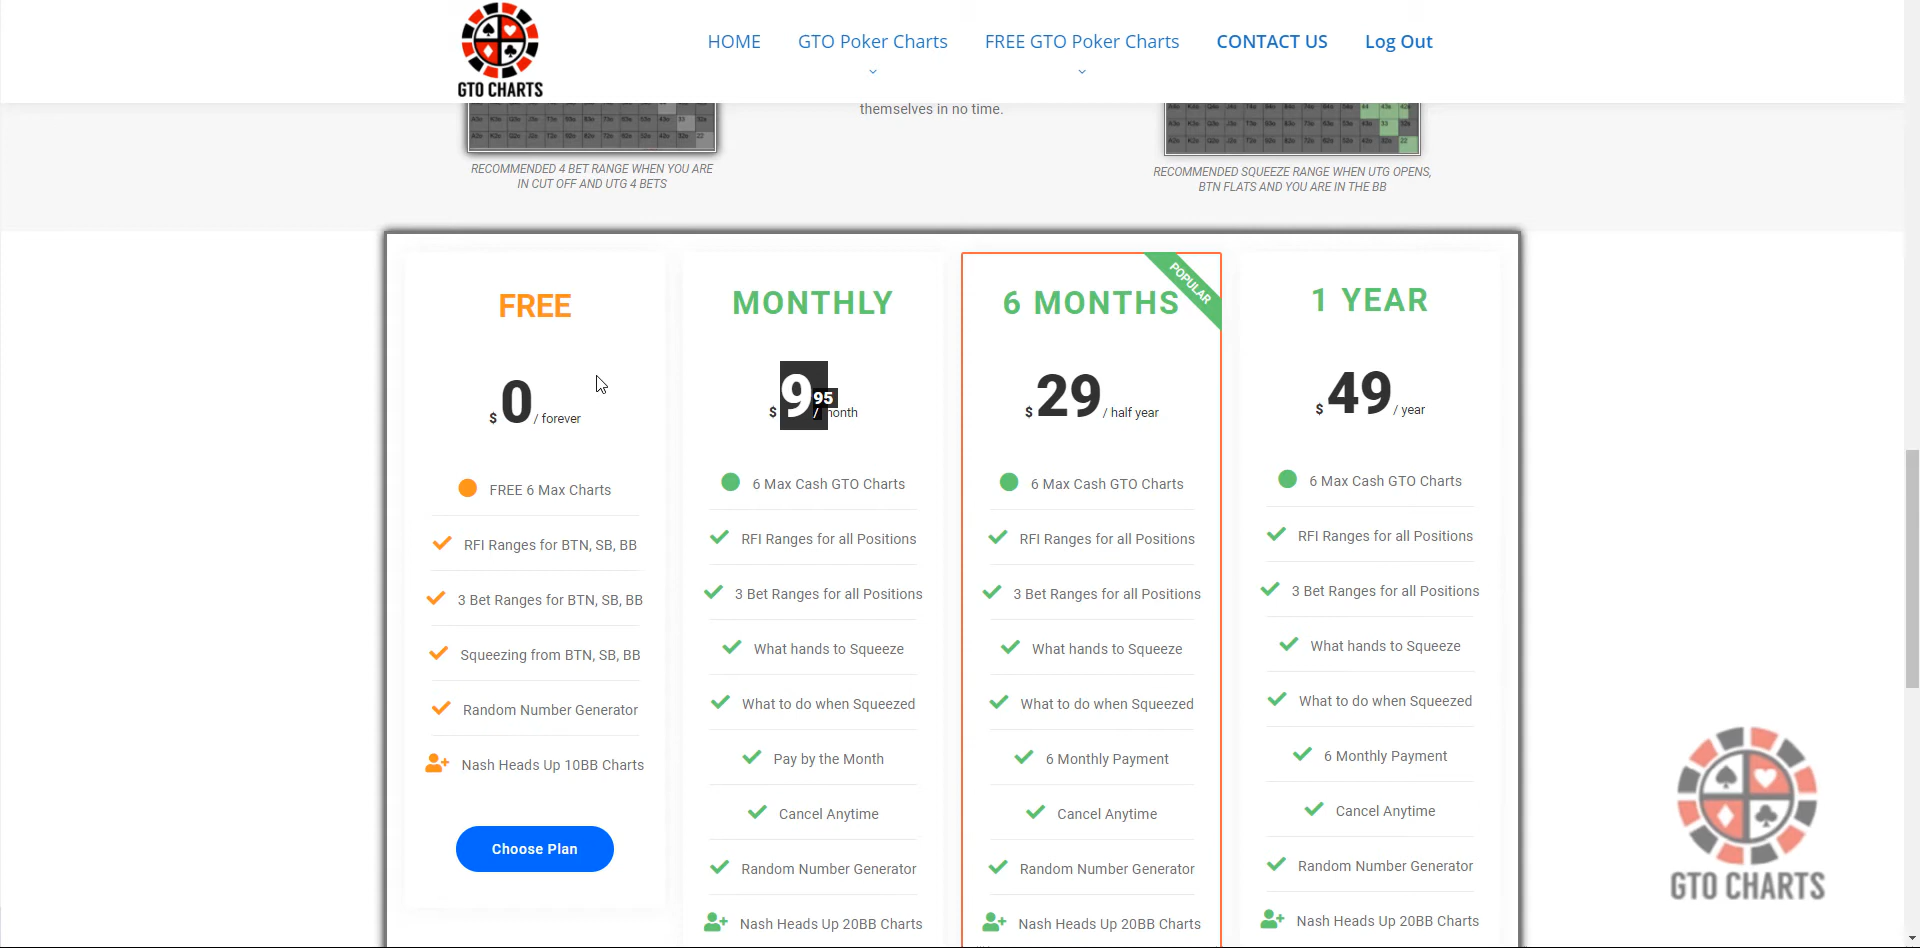 GTO CHARTS
HOME
GTO Poker Charts
FREE GTO Poker Charts
CONTACT US
Log Out
themselves in no time.
RECOMMENDED 4 BET RANGE WHEN YOU ARE
IN CUT OFF AND UTG 4 BETS
RECOMMENDED SQUEEZE RANGE WHEN UTG OPENS,
BTN FLATS AND YOU ARE IN THE BB
FREE
$ 0 / forever
FREE 6 Max Charts
RFI Ranges for BTN, SB, BB
3 Bet Ranges for BTN, SB, BB
Squeezing from BTN, SB, BB
Random Number Generator
Nash Heads Up 10BB Charts
Choose Plan
MONTHLY
$ 9 95 / month
6 Max Cash GTO Charts
RFI Ranges for all Positions
3 Bet Ranges for all Positions
What hands to Squeeze
What to do when Squeezed
Pay by the Month
Cancel Anytime
Random Number Generator
Nash Heads Up 20BB Charts
POPULAR
6 MONTHS
$ 29 / half year
6 Max Cash GTO Charts
RFI Ranges for all Positions
3 Bet Ranges for all Positions
What hands to Squeeze
What to do when Squeezed
6 Monthly Payment
Cancel Anytime
Random Number Generator
Nash Heads Up 20BB Charts
1 YEAR
$ 49 / year
6 Max Cash GTO Charts
RFI Ranges for all Positions
3 Bet Ranges for all Positions
What hands to Squeeze
What to do when Squeezed
6 Monthly Payment
Cancel Anytime
Random Number Generator
Nash Heads Up 20BB Charts
GTO CHARTS